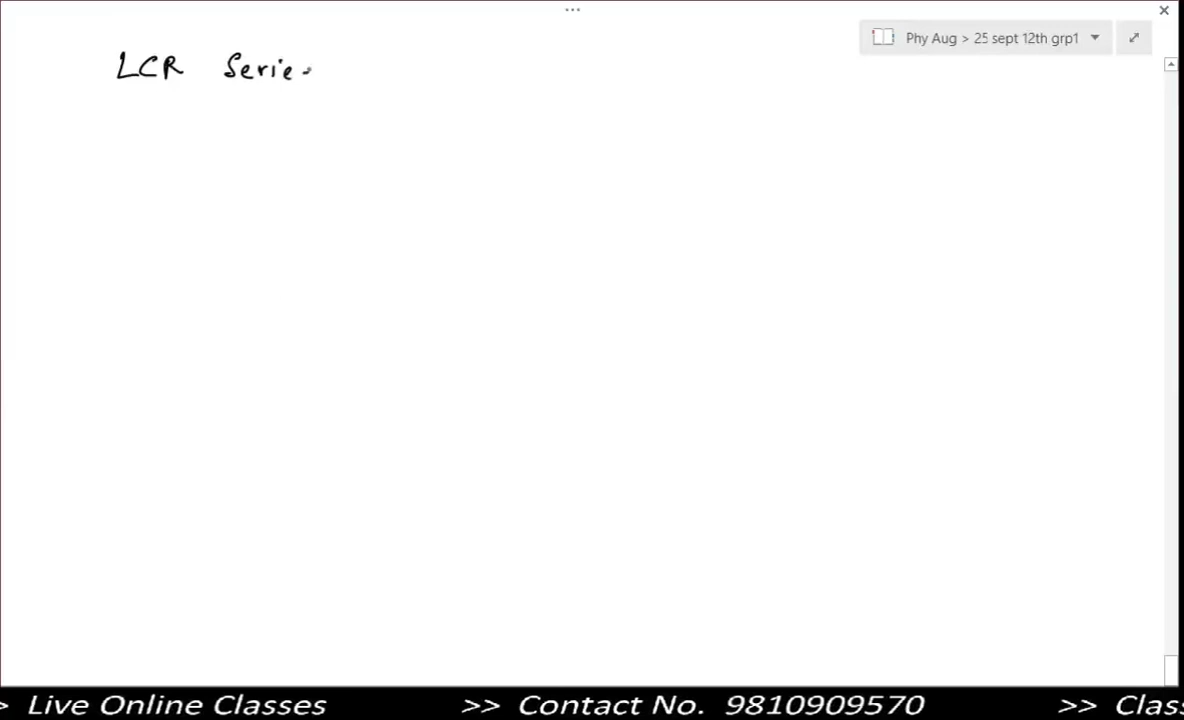 Phy Aug > 25 sept 12th grp1
LCR Serie
> Live Online Classes >> Contact No. 9810909570 >> Clas